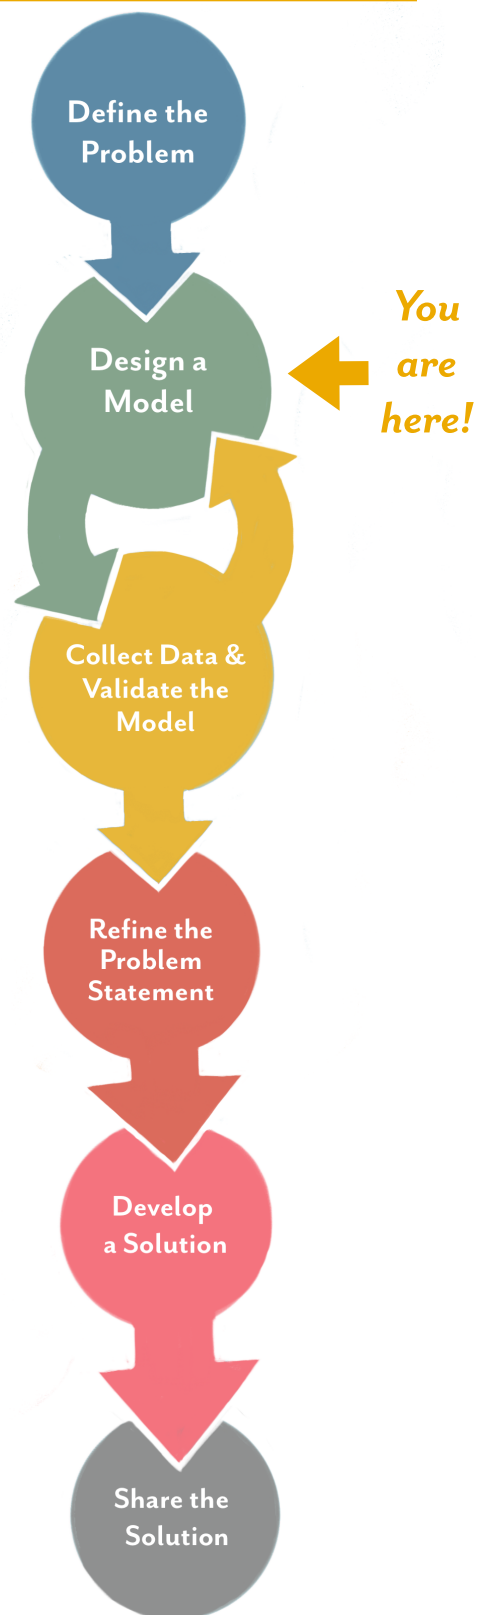 Define the
Problem
Design a
Model
You
are
here!
Collect Data &
Validate the
Model
Refine the
Problem
Statement
Develop
a Solution
Share the
Solution